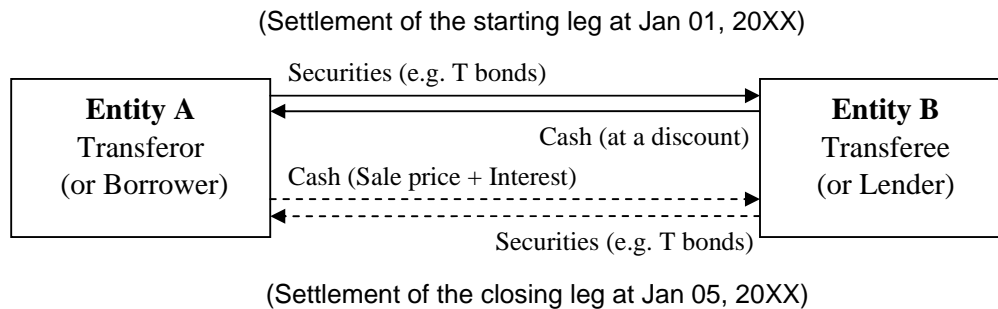 (Settlement of the starting leg at Jan 01, 20XX)
Securities (e.g. T bonds)
Entity A
Transferor
(or Borrower)
Cash (at a discount)
Cash (Sale price + Interest)
Securities (e.g. T bonds)
Entity B
Transferee
(or Lender)
(Settlement of the closing leg at Jan 05, 20XX)